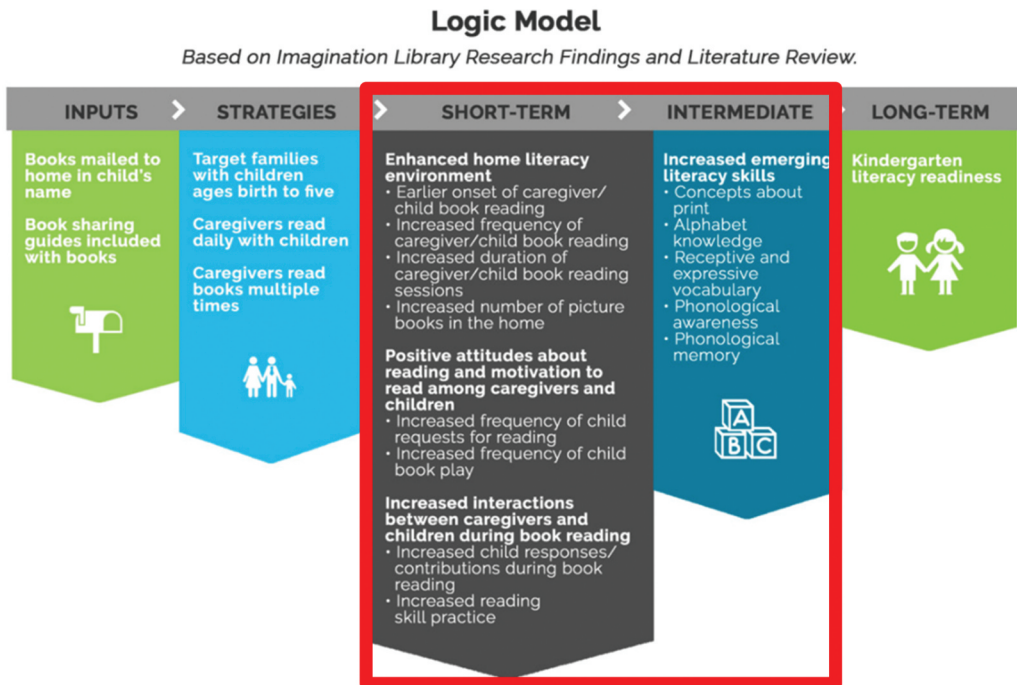 Logic Model
Based on Imagination Library Research Findings and Literature Review.
INPUTS
Books mailed to
home in child's
name
Book sharing
guides included
with books
STRATEGIES
Target families
with children
ages birth to five
Caregivers read
daily with children
Caregivers read
books multiple
times
SHORT-TERM
Enhanced home literacy
environment
• Earlier onset of caregiver/
child book reading
• Increased frequency of
caregiver/child book reading
• Increased duration of
caregiver/child book reading
sessions
• Increased number of picture
books in the home
Positive attitudes about
reading and motivation to
read among caregivers and
children
• Increased frequency of child
requests for reading
• Increased frequency of child
book play
Increased interactions
between caregivers and
children during book reading
• Increased child responses/
contributions during book
reading
• Increased reading
skill practice
INTERMEDIATE
Increased emerging
literacy skills
• Concepts about
print
• Alphabet
knowledge
• Receptive and
expressive
vocabulary
• Phonological
awareness
• Phonological
memory
A
B C
LONG-TERM
Kindergarten
literacy readiness